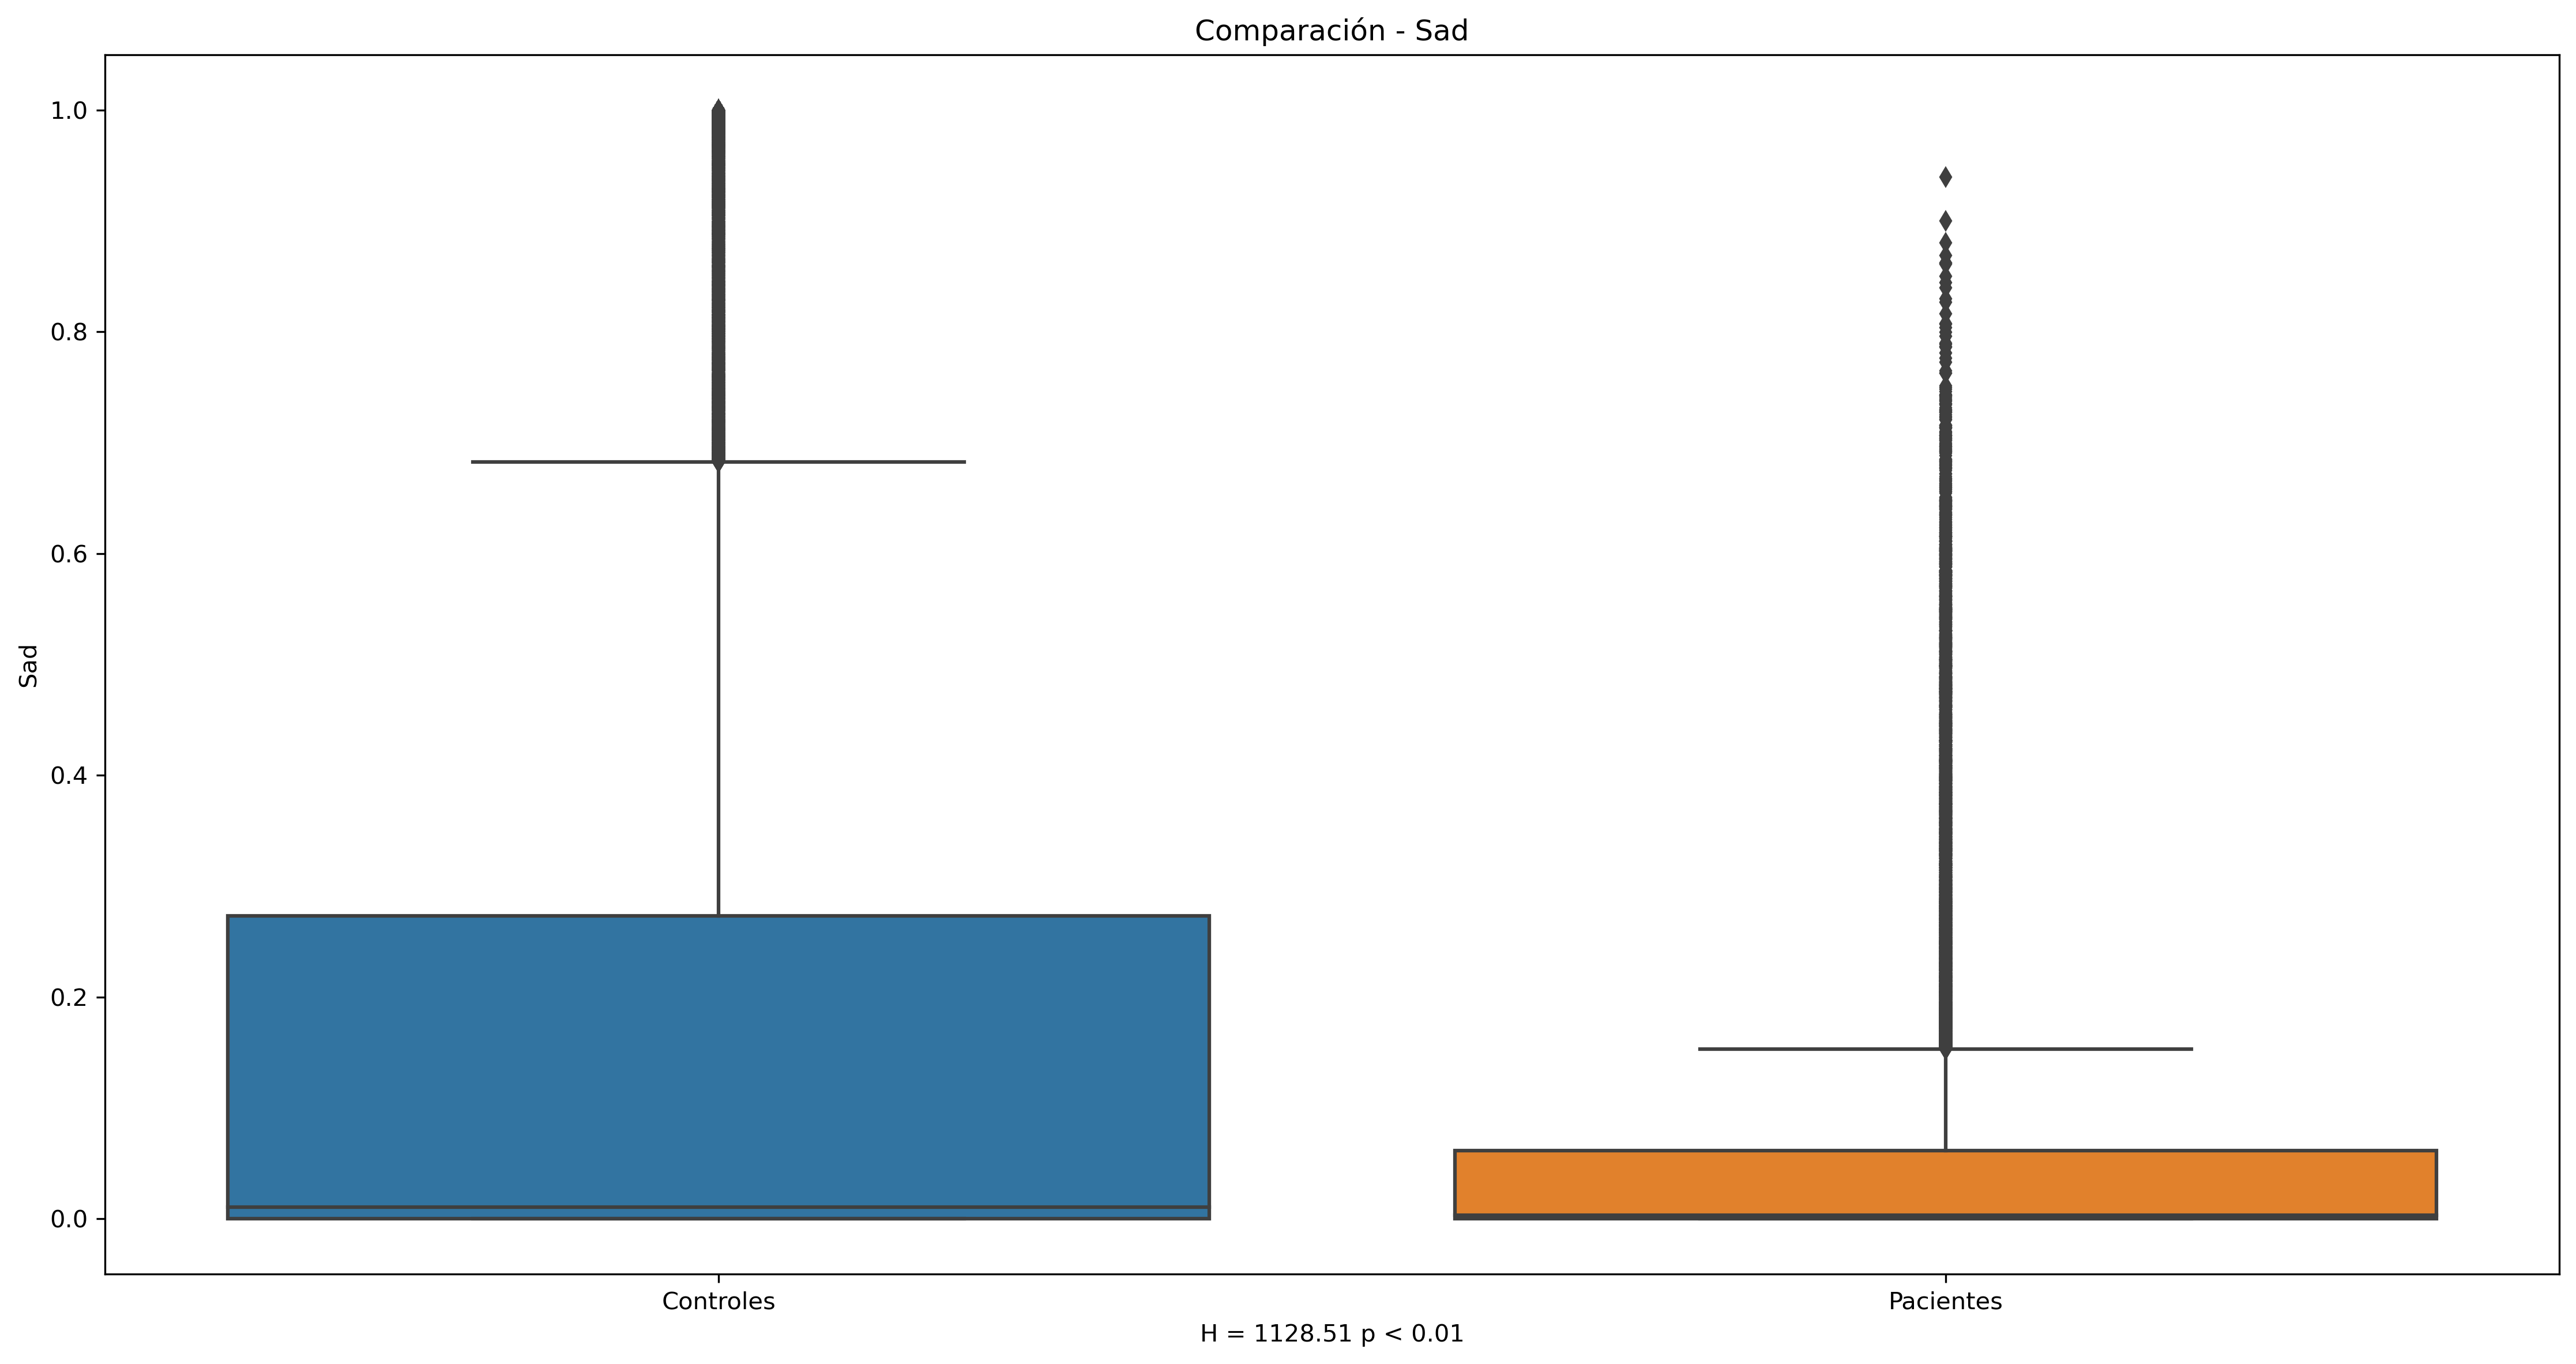 Comparación - Sad
1.0
0.8
0.6
0.4
0.2
0.0
Sad
Controles
Pacientes
H = 1128.51 p < 0.01